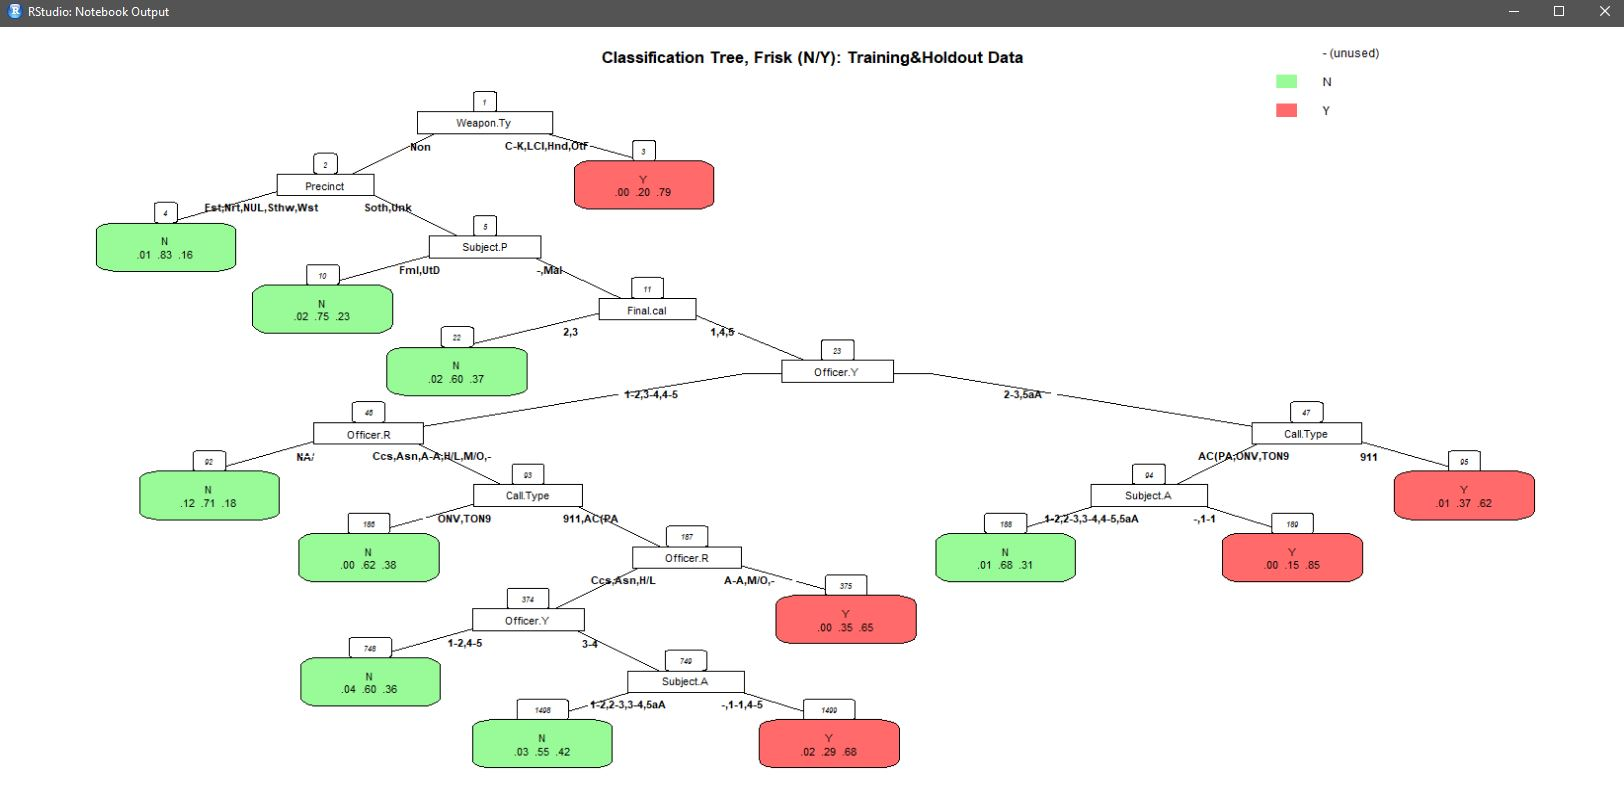 RStudio: Notebook Output
Classification Tree, Frisk (N/Y): Training&Holdout Data
- (unused)
N
Y
1
Weapon.Ty
Non
C-K,LCI,Hnd,Otf
3
Y
.00 .20 .79
2
Precinct
Est,Nrt,NUL,Sthw,Wst
Soth,Unk
4
N
.01 .83 .16
5
Subject.P
Fml,UtD
-,Mal
10
N
.02 .75 .23
11
Final.cal
2,3
1,4,5
22
N
.02 .60 .37
23
Officer.Y
1-2,3-4,4-5
2-3,5aA
46
Officer.R
NA/
Ccs,Asn,A-A,H/L,M/O,-
47
Call.Type
AC(PA,ONV,TON9
911
92
N
.12 .71 .18
93
Call.Type
ONV,TON9
911,AC(PA
94
Subject.A
1-2,2-3,3-4,4-5,5aA
-,1-1
95
Y
.01 .37 .62
186
N
.00 .62 .38
187
Officer.R
Ccs,Asn,H/L
A-A,M/O,-
188
N
.01 .68 .31
189
Y
.00 .15 .85
374
Officer.Y
1-2,4-5
3-4
375
Y
.00 .35 .65
748
N
.04 .60 .36
749
Subject.A
1-2,2-3,3-4,5aA
-,1-1,4-5
1498
N
.03 .55 .42
1499
Y
.02 .29 .68